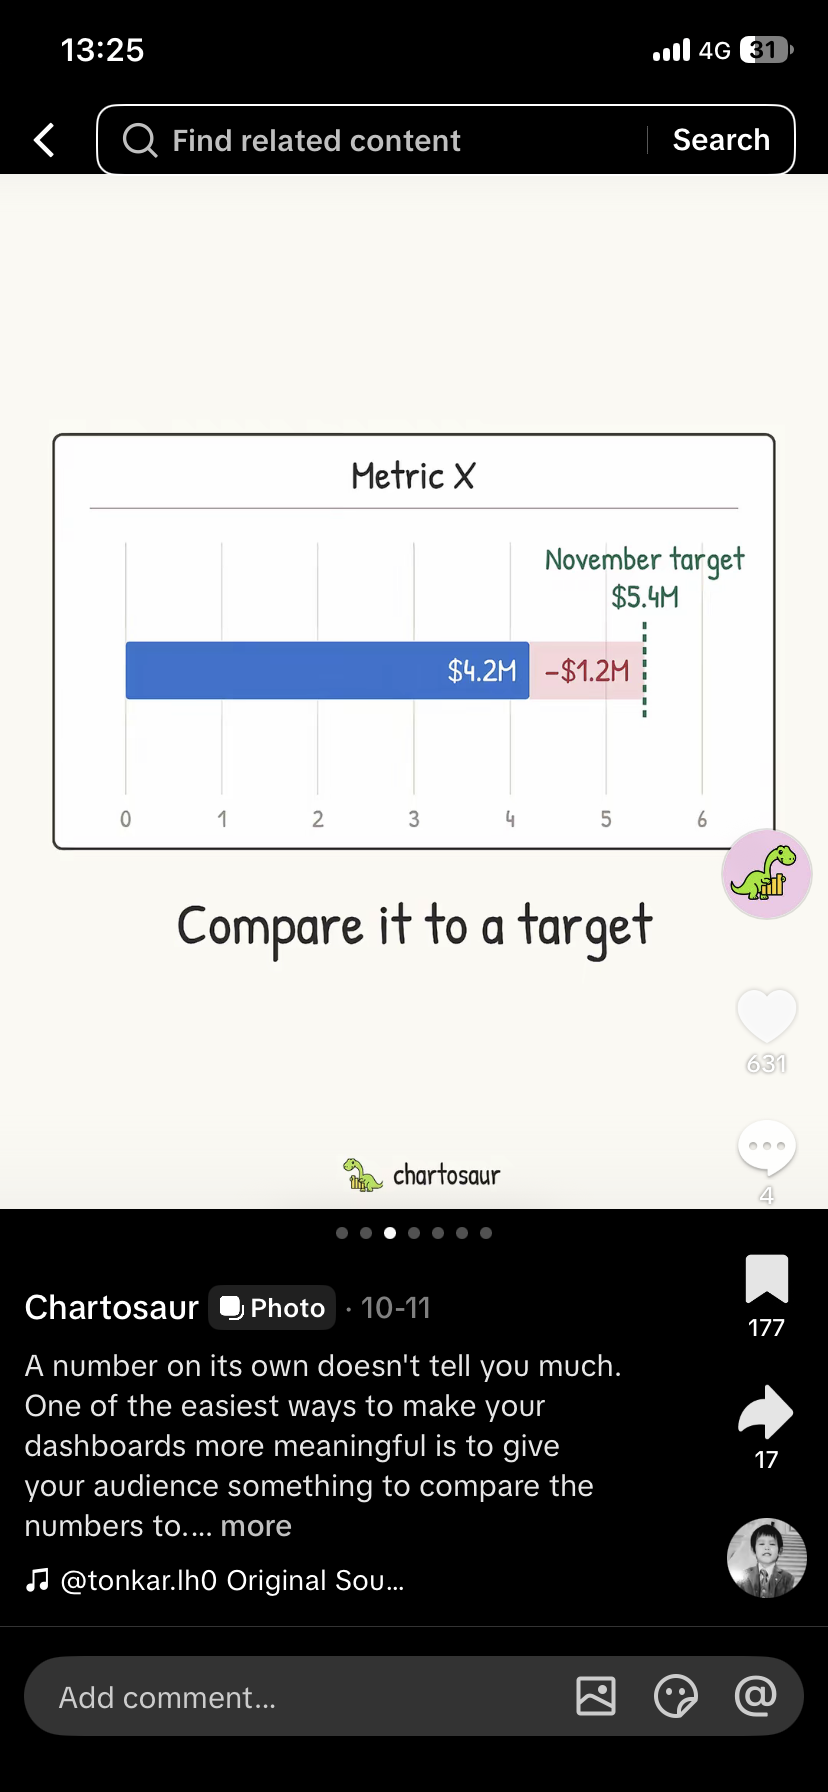 13:25
4G
31
Find related content
Search
Metric X
November target
$5.4M
$4.2M
-$1.2M
0 1 2 3 4 5 6
Compare it to a target
631
4
chartosaur
Chartosaur Photo · 10-11
177
A number on its own doesn't tell you much.
One of the easiest ways to make your
dashboards more meaningful is to give
your audience something to compare the
numbers to.... more
17
@tonkar.lh0 Original Sou...
Add comment...